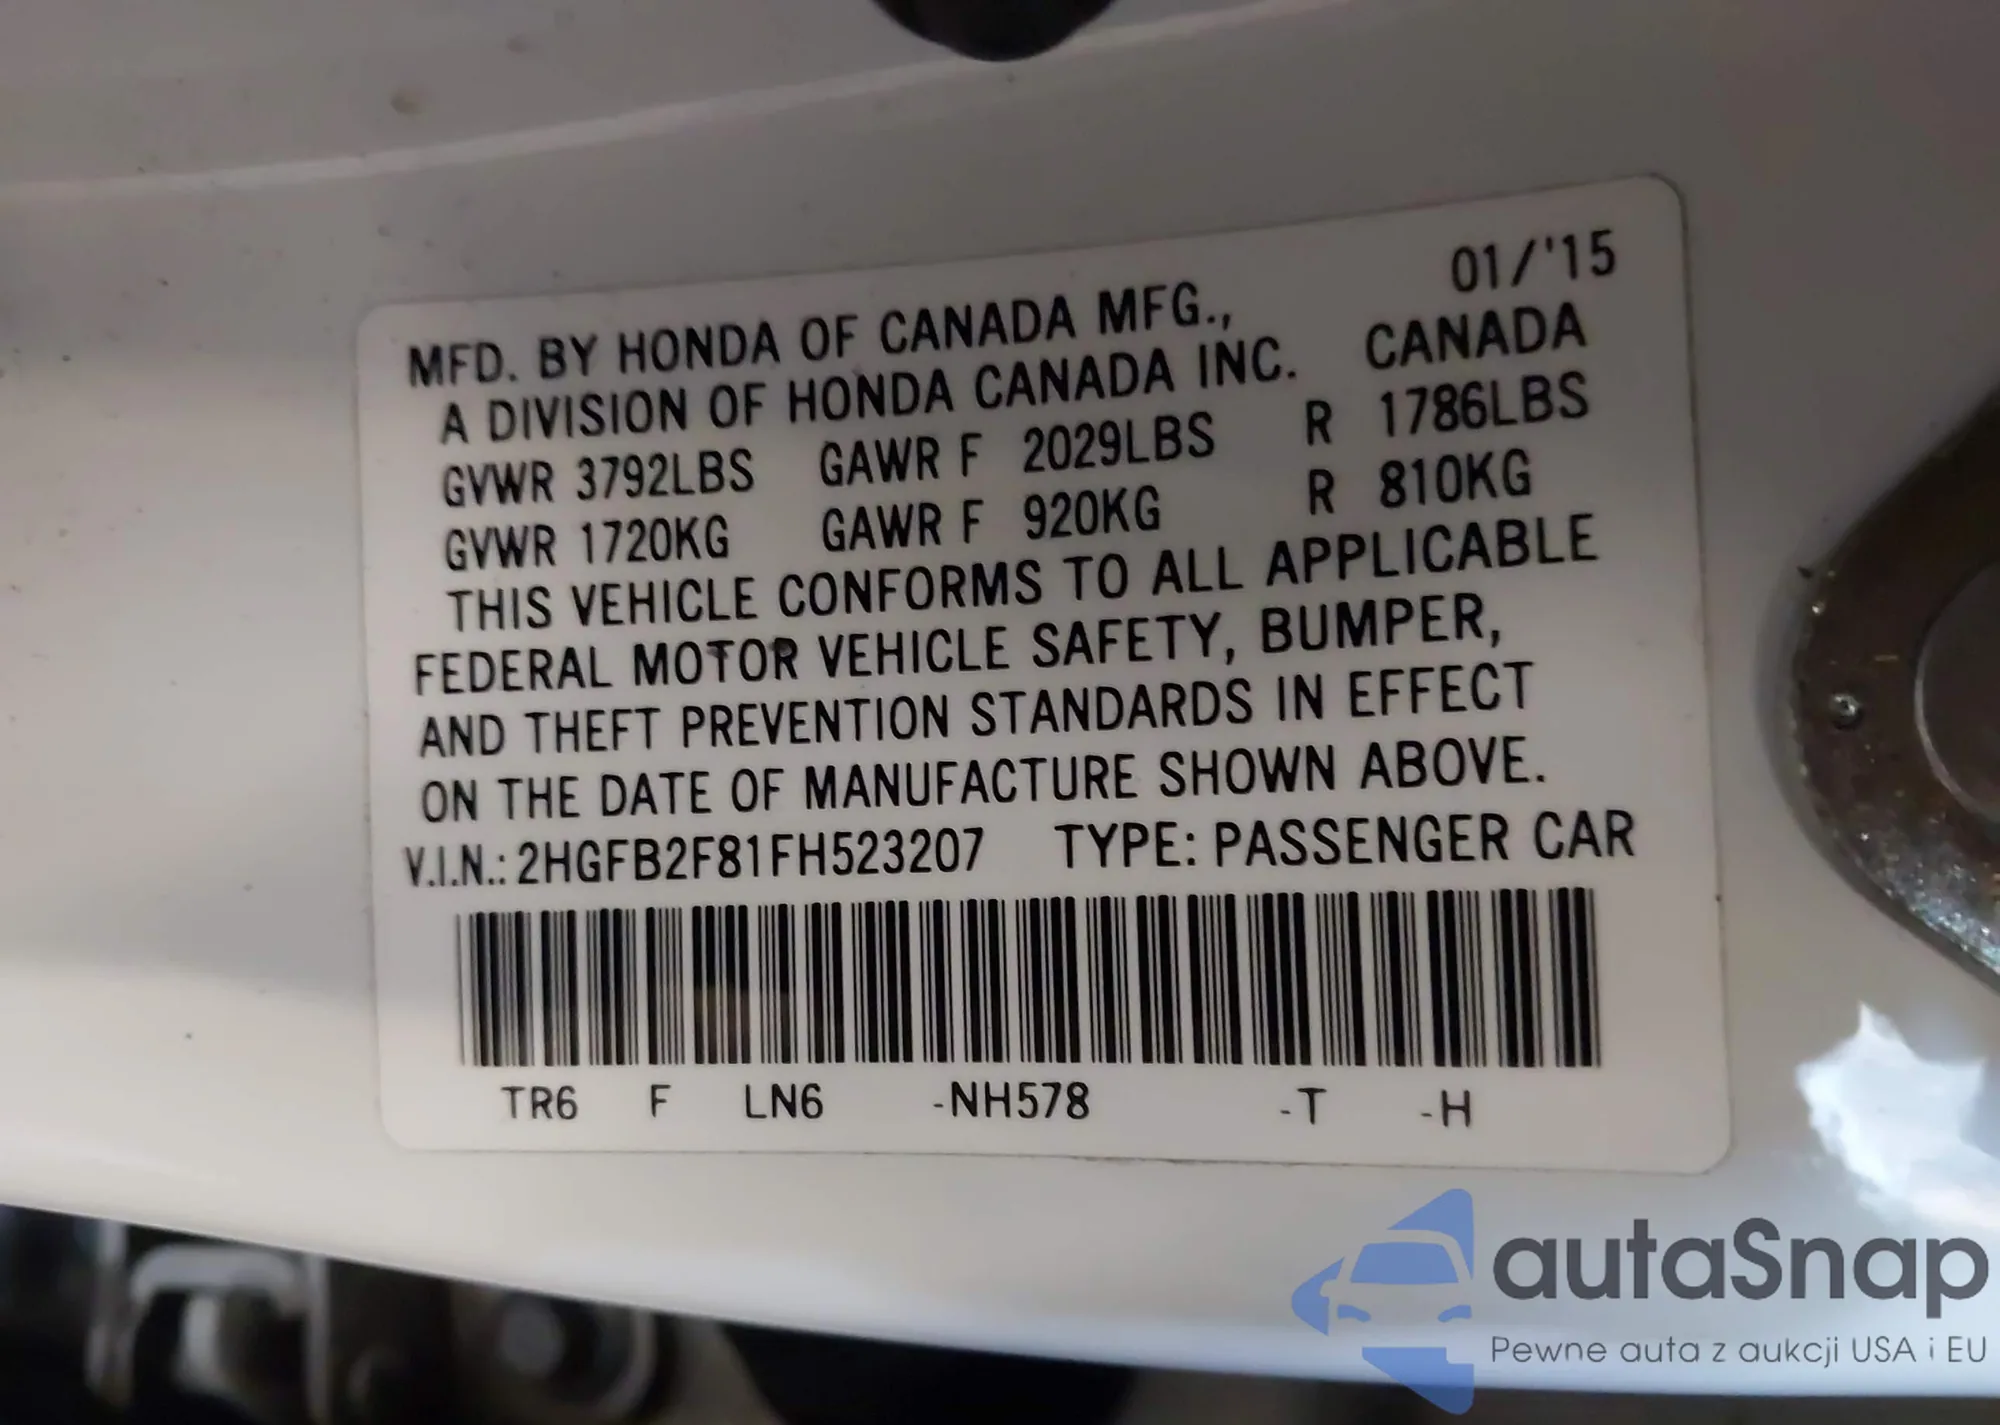 01/'15
MFD. BY HONDA OF CANADA MFG.,
A DIVISION OF HONDA CANADA INC. CANADA
GVWR 3792LBS GAWR F 2029LBS R 1786LBS
GVWR 1720KG GAWR F 920KG R 810KG
THIS VEHICLE CONFORMS TO ALL APPLICABLE
FEDERAL MOTOR VEHICLE SAFETY, BUMPER,
AND THEFT PREVENTION STANDARDS IN EFFECT
ON THE DATE OF MANUFACTURE SHOWN ABOVE.
V.I.N.: 2HGFB2F81FH523207 TYPE: PASSENGER CAR
TR6 F LN6 -NH578 -T -H
autaSnap
Pewne auta z aukcji USA i EU